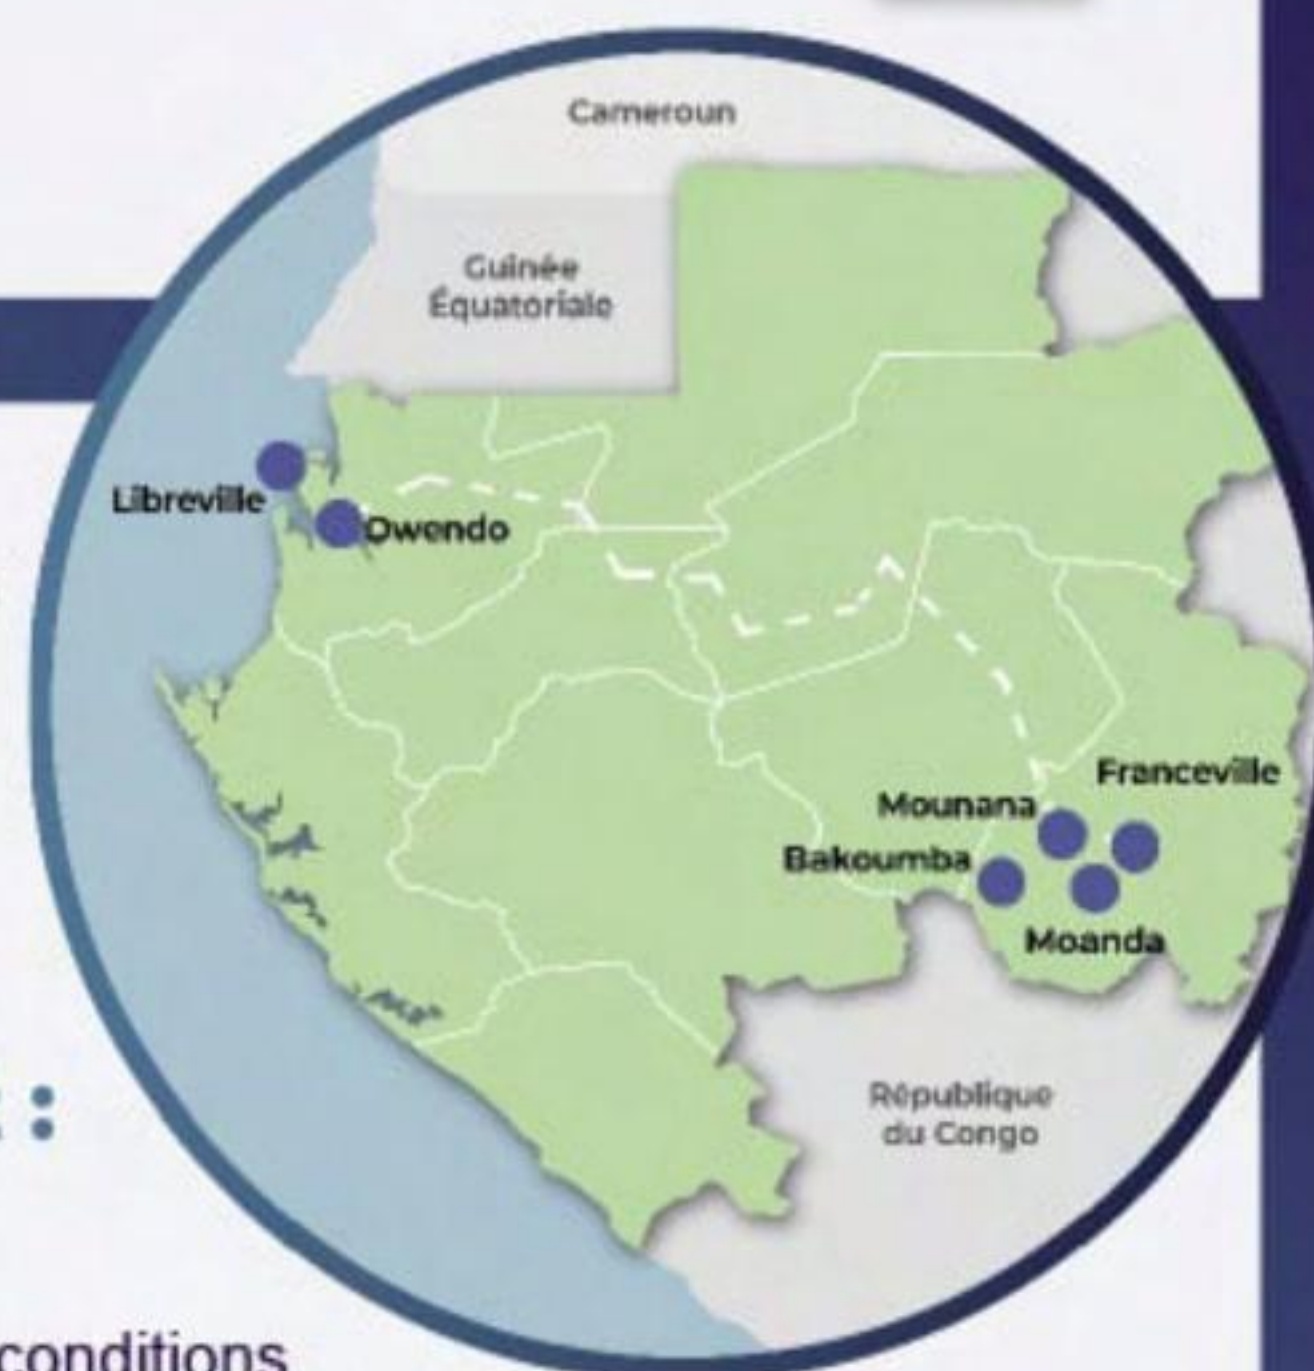 Cameroun
Guinée
Équatoriale
Libreville
Owendo
Franceville
Mounana
Bakoumba
Moanda
République
du Congo
:
conditions